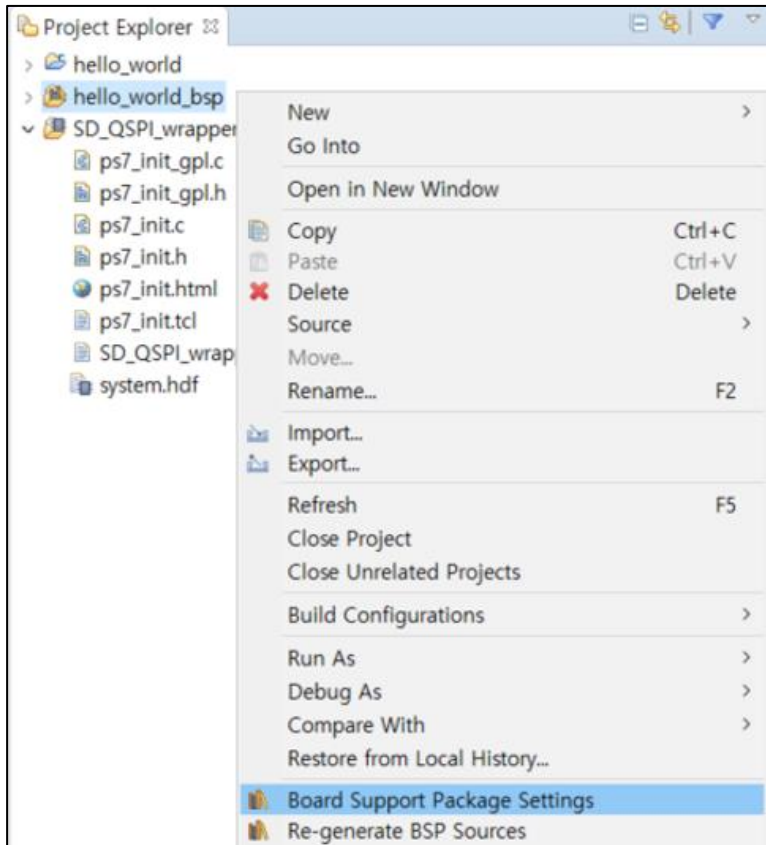 Project Explorer
hello_world
hello_world_bsp
SD_QSPI_wrapper
ps7_init_gpl.c
ps7_init_gpl.h
ps7_init.c
ps7_init.h
ps7_init.html
ps7_init.tcl
SD_QSPI_wrap
system.hdf
New
Go Into
Open in New Window
Copy Ctrl+C
Paste Ctrl+V
Delete Delete
Source
Move...
Rename... F2
Import...
Export...
Refresh F5
Close Project
Close Unrelated Projects
Build Configurations
Run As
Debug As
Compare With
Restore from Local History...
Board Support Package Settings
Re-generate BSP Sources